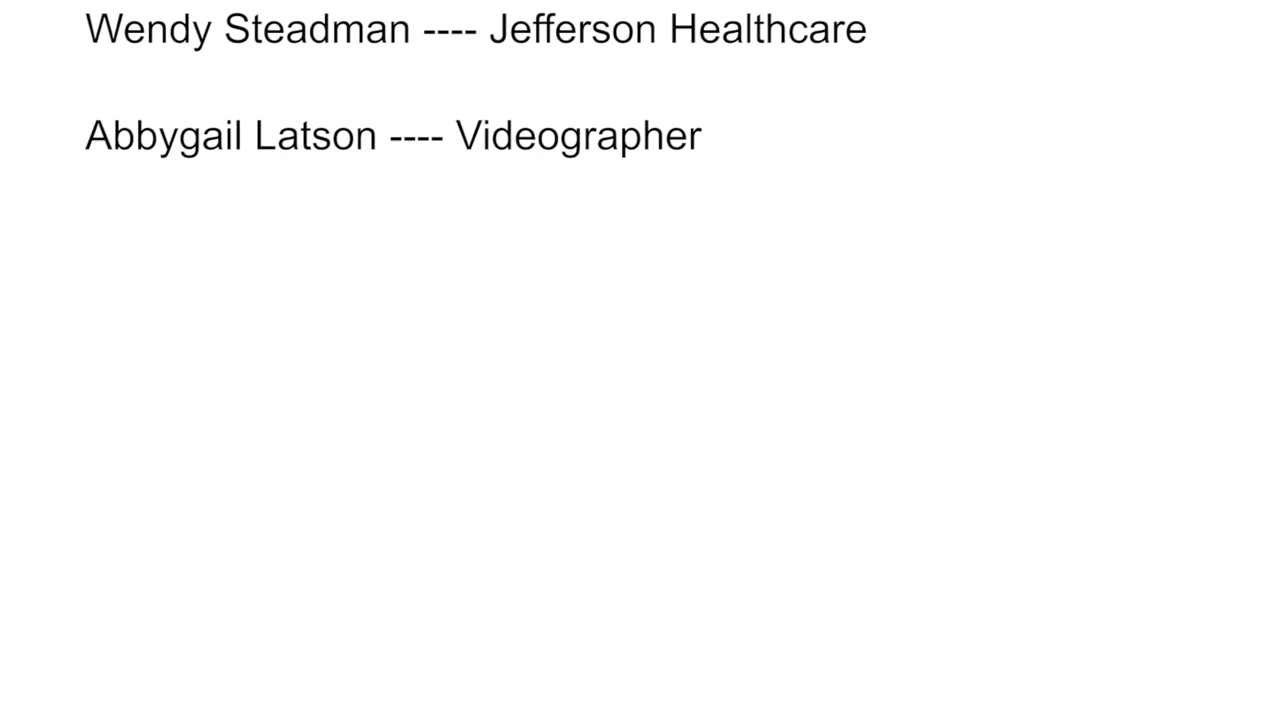 Wendy Steadman ---- Jefferson Healthcare
Abbygail Latson ---- Videographer